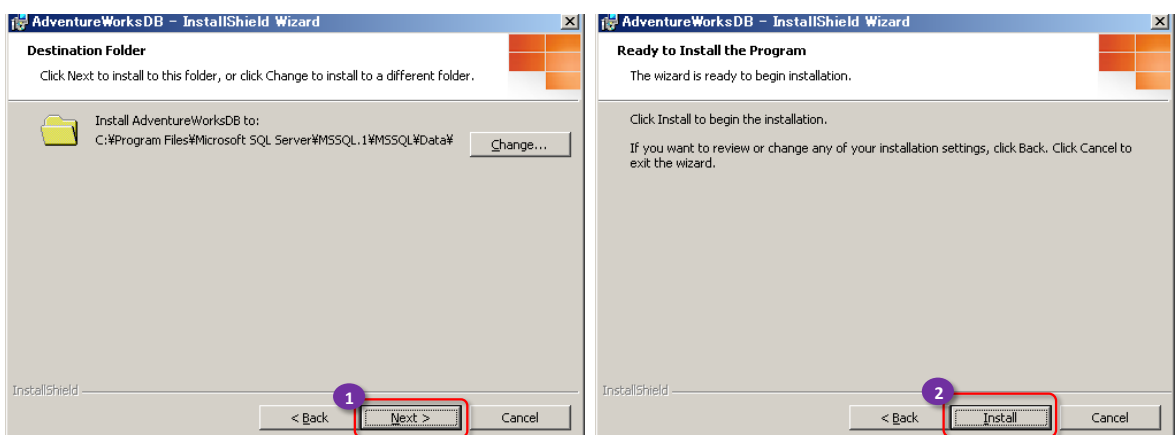 AdventureWorksDB - InstallShield Wizard
Destination Folder
Click Next to install to this folder, or click Change to install to a different folder.
Install AdventureWorksDB to:
C:¥Program Files¥Microsoft SQL Server¥MSSQL.1¥MSSQL¥Data¥
Change...
InstallShield
1
< Back
Next >
Cancel
AdventureWorksDB - InstallShield Wizard
Ready to Install the Program
The wizard is ready to begin installation.
Click Install to begin the installation.
If you want to review or change any of your installation settings, click Back. Click Cancel to
exit the wizard.
InstallShield
2
< Back
Install
Cancel